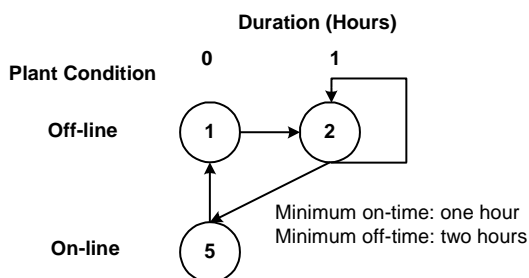 Duration (Hours)
Plant Condition 0 1
Off-line 1 2
Minimum on-time: one hour
Minimum off-time: two hours
On-line 5